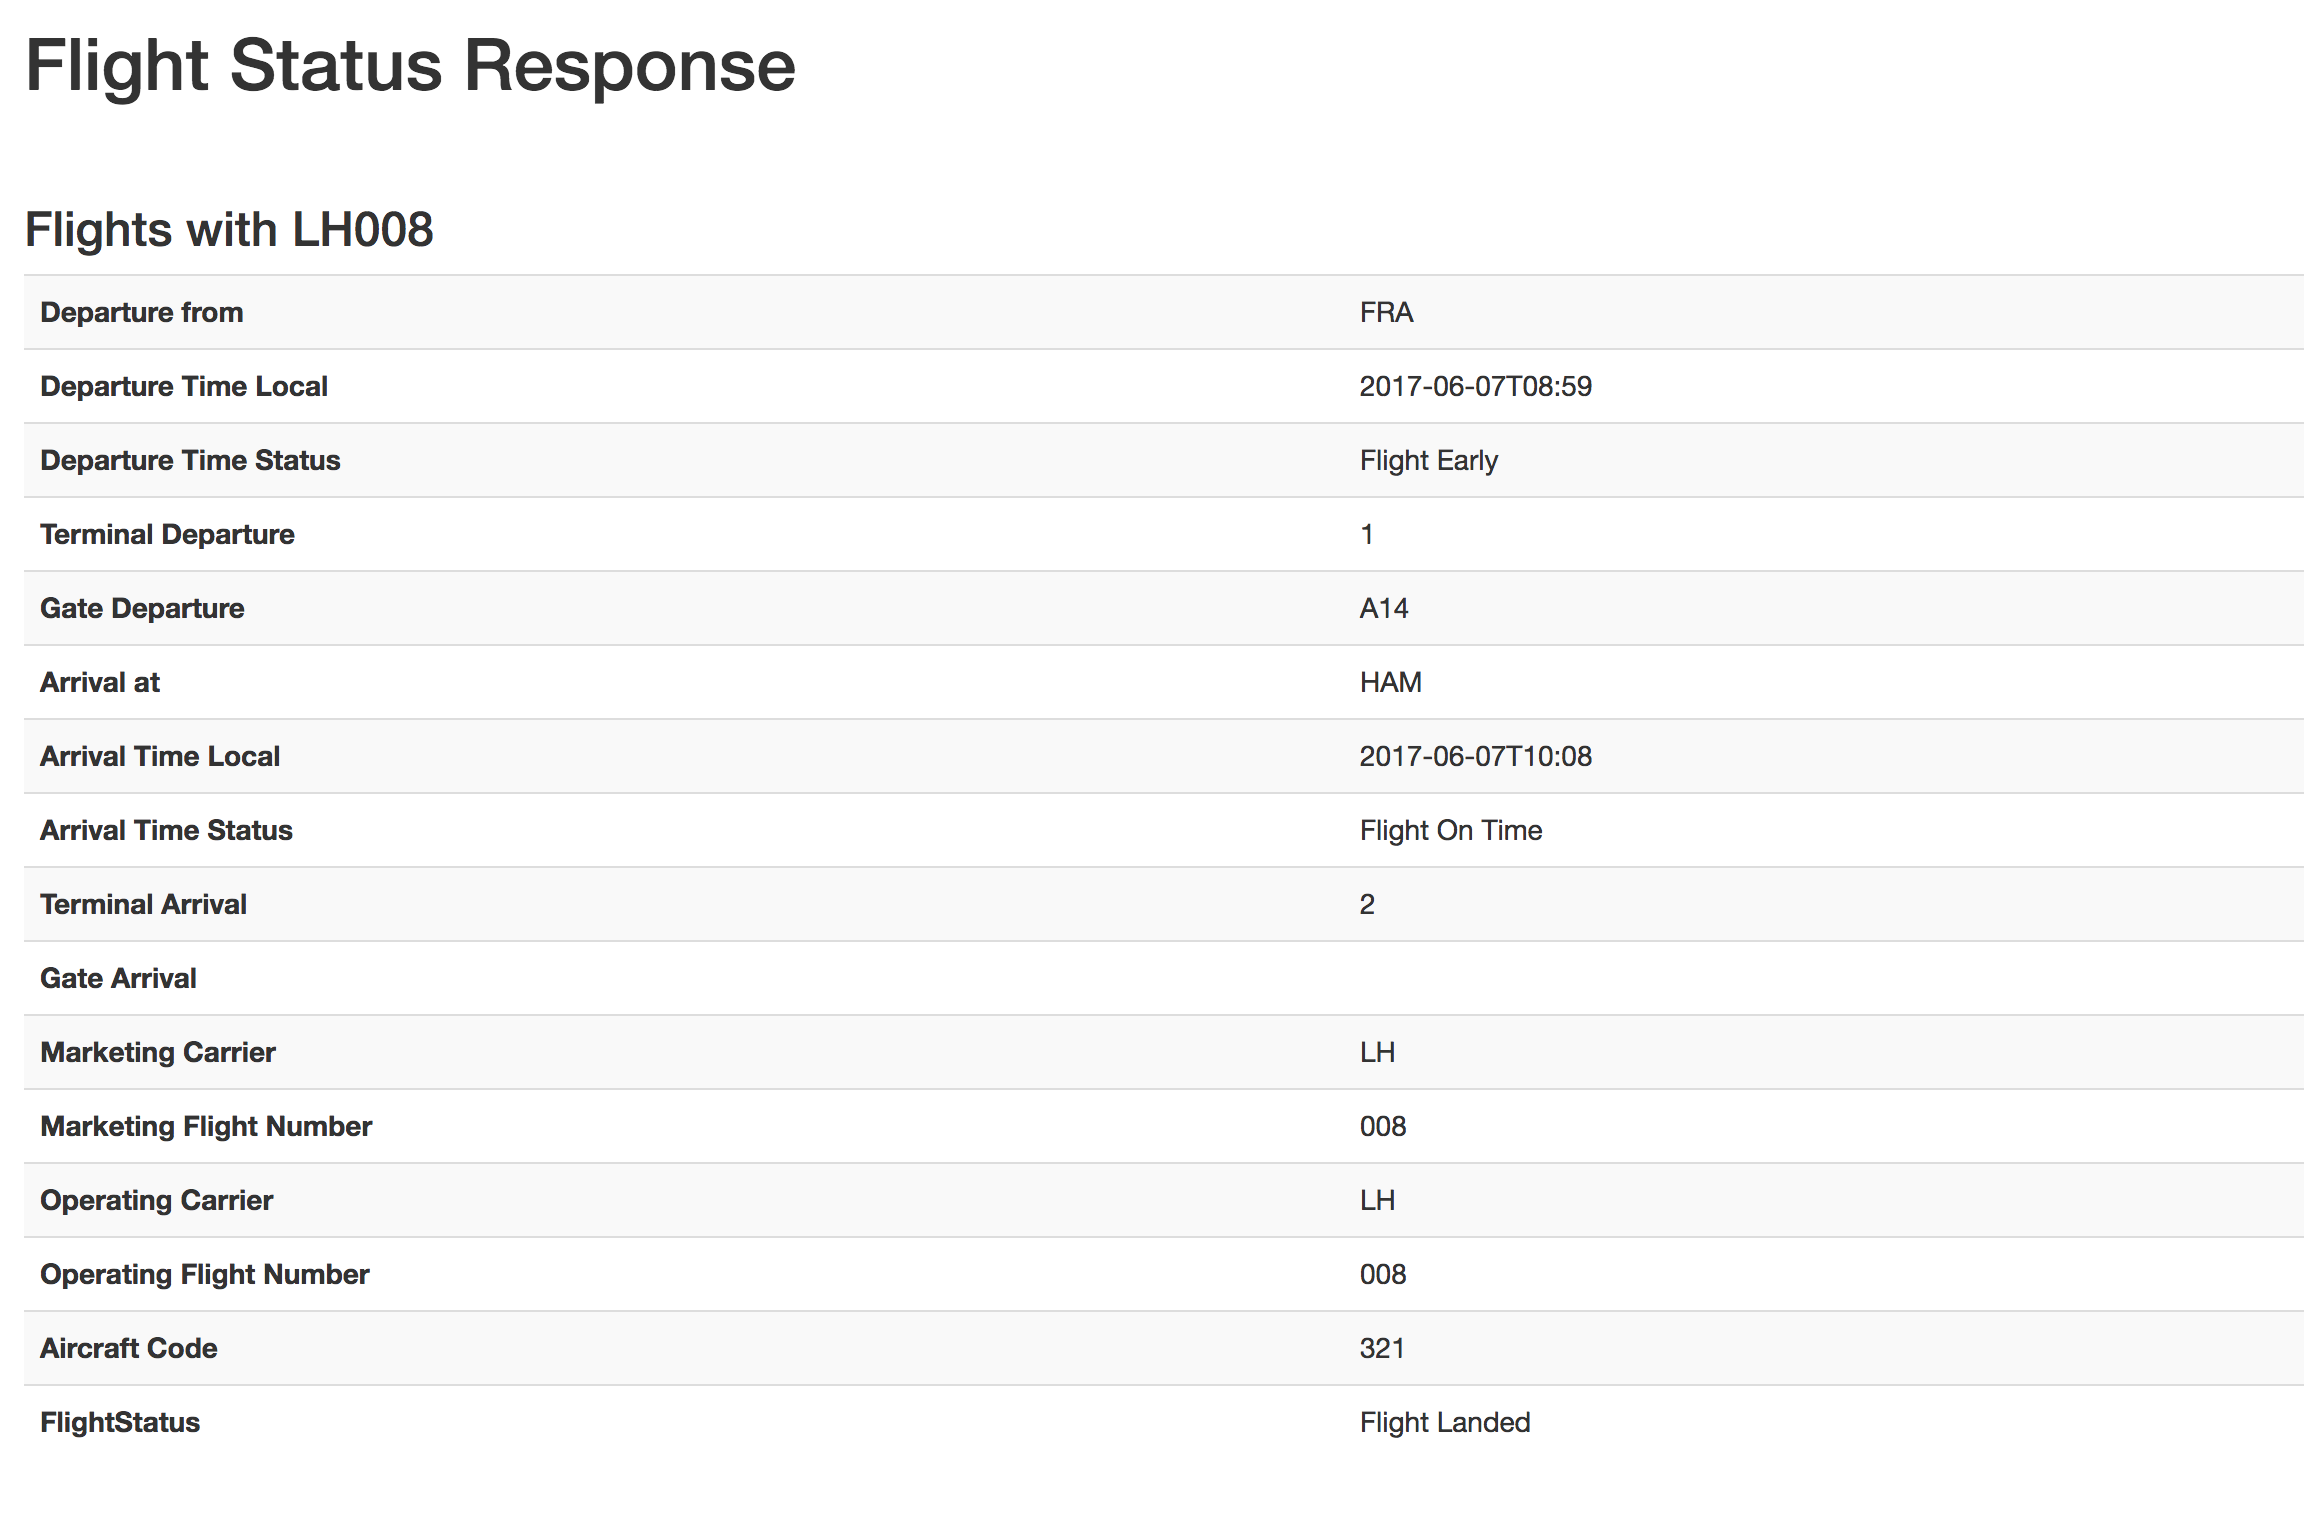 Flight Status Response
Flights with LH008
Departure from FRA
Departure Time Local 2017-06-07T08:59
Departure Time Status Flight Early
Terminal Departure 1
Gate Departure A14
Arrival at HAM
Arrival Time Local 2017-06-07T10:08
Arrival Time Status Flight On Time
Terminal Arrival 2
Gate Arrival
Marketing Carrier LH
Marketing Flight Number 008
Operating Carrier LH
Operating Flight Number 008
Aircraft Code 321
FlightStatus Flight Landed